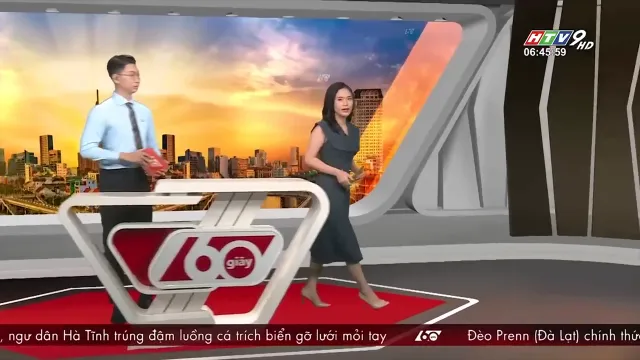 HTV9 HD
06:45:59
60 giây
, ngư dân Hà Tĩnh trúng đậm luồng cá trích biển gỡ lưới mỏi tay 60 Đèo Prenn (Đà Lạt) chính thứ